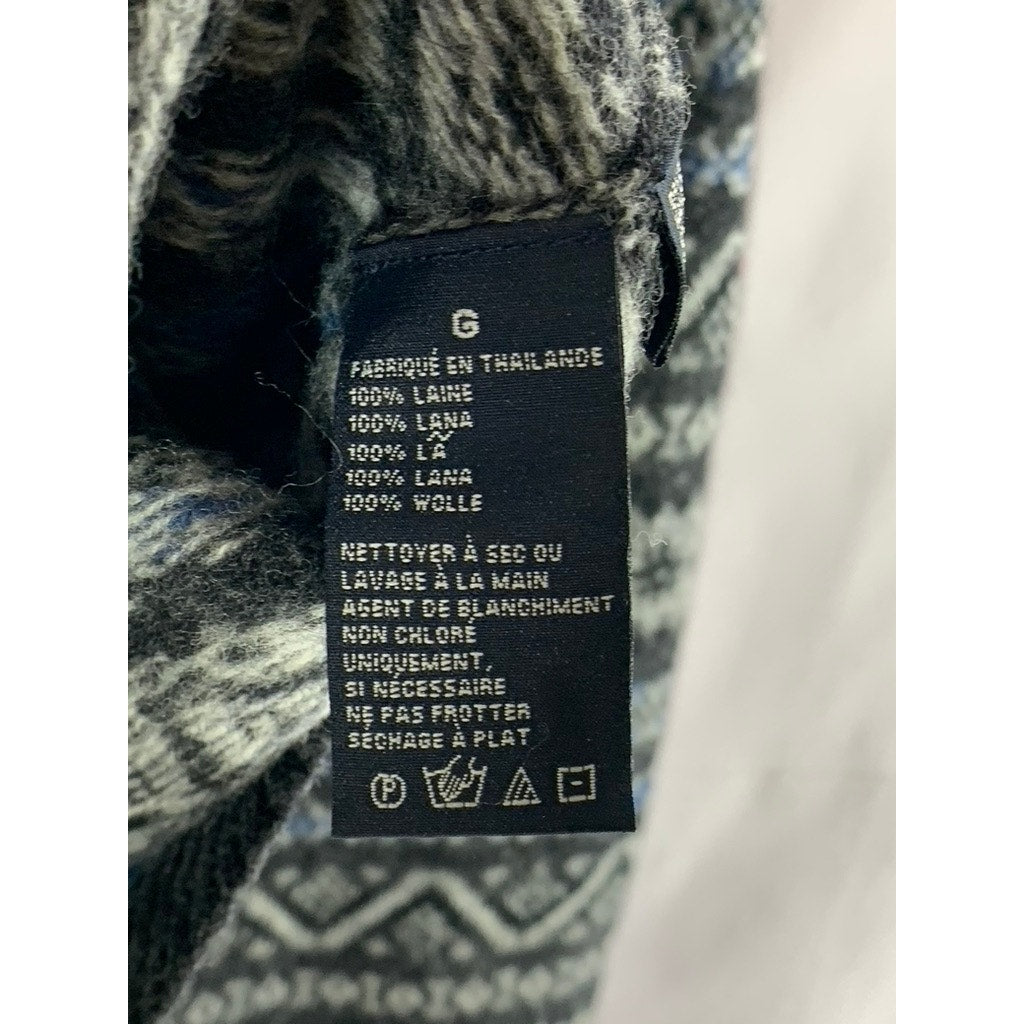 G
FABRIQUÉ EN THAILANDE
100% LAINE
100% LANA
100% LÃ
100% LANA
100% WOLLE
NETTOYER À SEC OU
LAVAGE À LA MAIN
AGENT DE BLANCHIMENT
NON CHLORÉ
UNIQUEMENT,
SI NÉCESSAIRE
NE PAS FROTTER
SÉCHAGE À PLAT
P